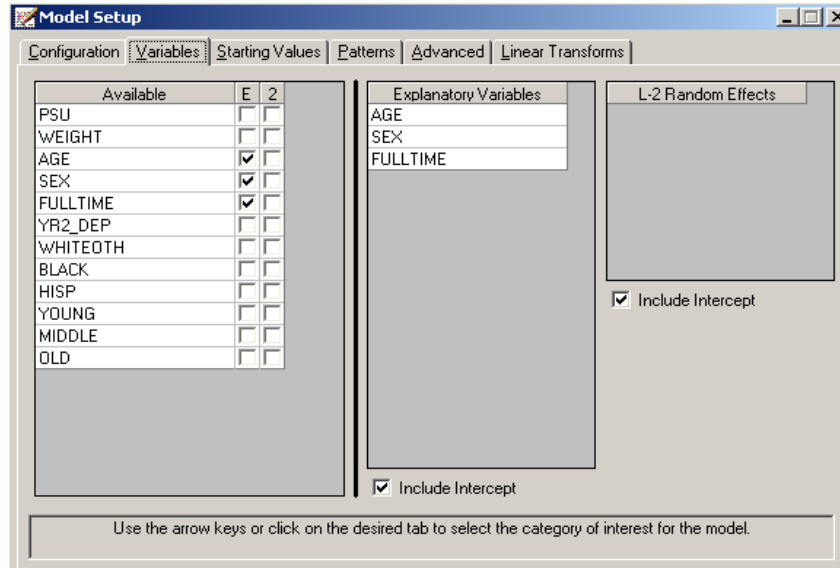 Model Setup
Configuration Variables Starting Values Patterns Advanced Linear Transforms
Available E 2
PSU
WEIGHT
AGE
SEX
FULLTIME
YR2_DEP
WHITEOTH
BLACK
HISP
YOUNG
MIDDLE
OLD
Explanatory Variables
AGE
SEX
FULLTIME
Include Intercept
L-2 Random Effects
Include Intercept
Use the arrow keys or click on the desired tab to select the category of interest for the model.